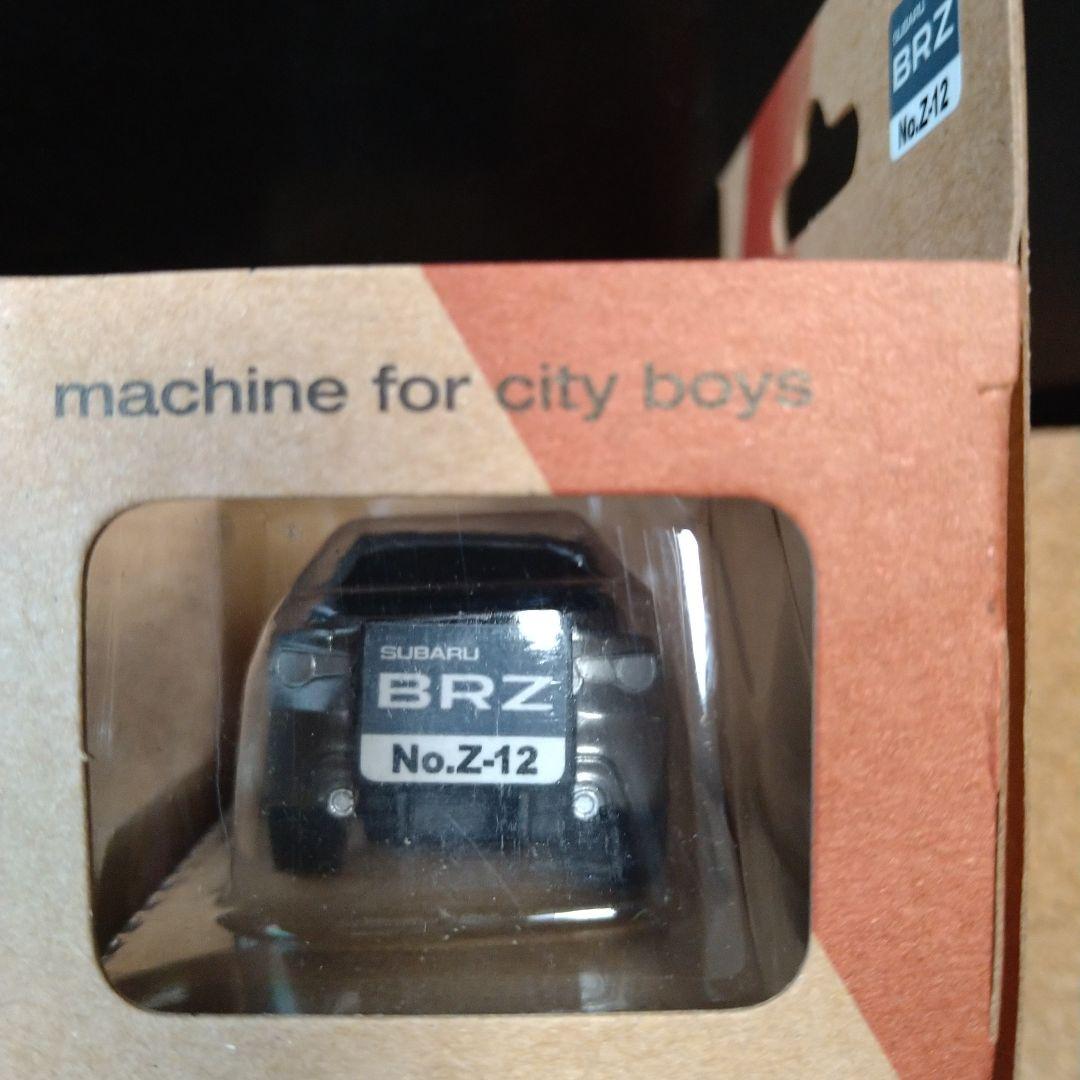 SUBARU
BRZ
No.Z-12
machine for city boys
SUBARU
BRZ
No.Z-12